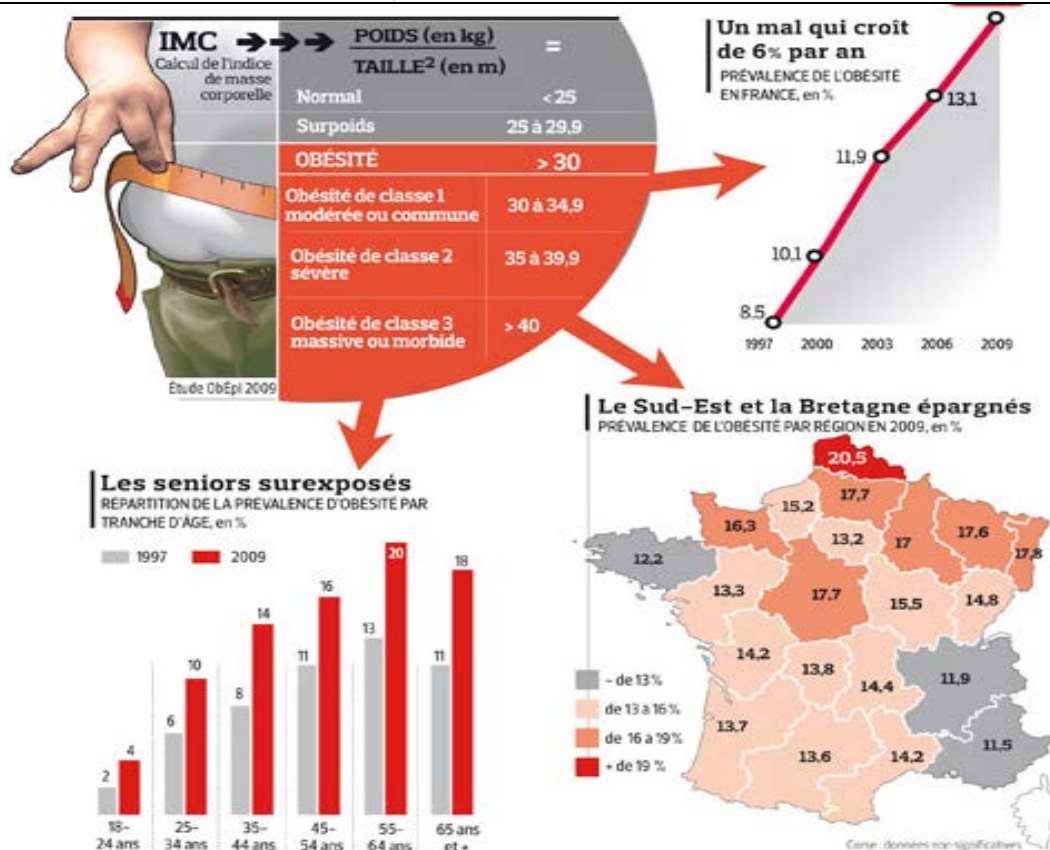 IMC → → → POIDS (en kg) =
TAILLE² (en m)
Calcul de l'indice
de masse
corporelle
Normal <25
Surpoids 25 à 29,9
OBÉSITÉ > 30
Obésité de classe 1
modérée ou commune 30 à 34,9
Obésité de classe 2
sévère 35 à 39,9
Obésité de classe 3
massive ou morbide > 40
Étude ObÉpi 2009
Un mal qui croît
de 6% par an
PRÉVALENCE DE L'OBÉSITÉ
EN FRANCE, en %
13,1
11,9
10,1
8.5
1997 2000 2003 2006 2009
Les seniors surexposés
RÉPARTITION DE LA PRÉVALENCE D'OBÉSITÉ PAR
TRANCHE D'ÂGE, en %
1997 2009
2 4 6 10 8 14 11 16 13 20 11 18
18– 25– 35– 45– 55– 65 ans
24 ans 34 ans 44 ans 54 ans 64 ans et +
Le Sud-Est et la Bretagne épargnés
PRÉVALENCE DE L'OBÉSITÉ PAR RÉGION EN 2009, en %
20,5
17,7
15,2
16,3
13,2
17
17,6
17,8
12,2
13,3
17,7
15,5
14,8
14,2
13,8
14,4
11,9
13,7
13,6
14,2
11,5
- de 13%
de 13 à 16%
de 16 à 19%
+ de 19 %
Corse : données non significatives